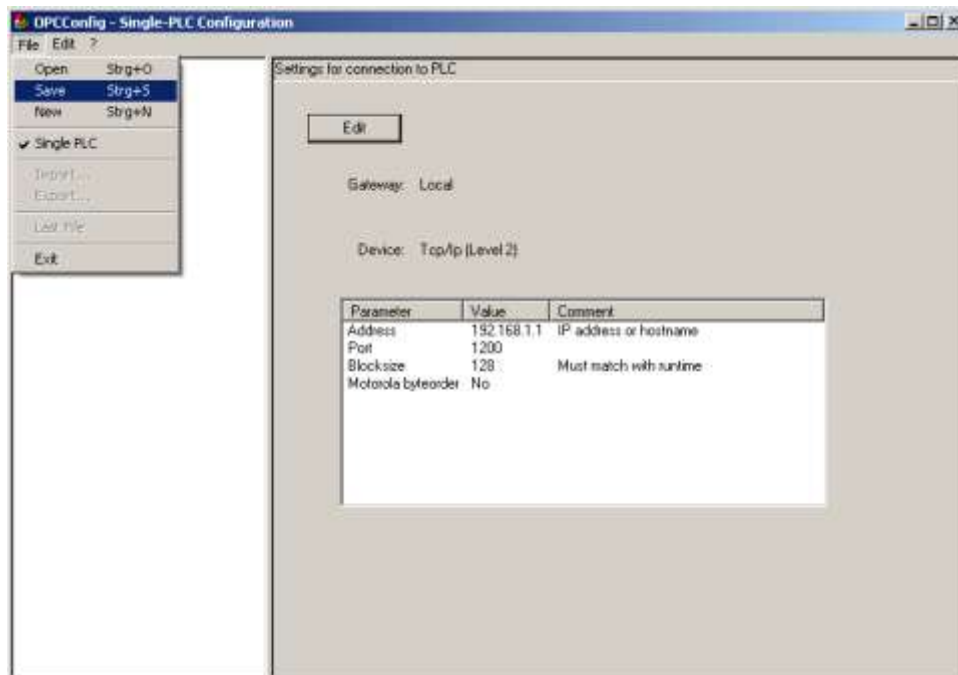 OPCConfig - Single-PLC Configuration
File Edit ?
Open Strg+O
Save Strg+S
New Strg+N
Single PLC
Import...
Export...
Last File
Exit
Settings for connection to PLC
Edit
Gateway: Local
Device: Tcp/Ip (Level 2)
Parameter Value Comment
Address 192.168.1.1 IP address or hostname
Port 1200
Blocksize 128 Must match with runtime
Motorola byteorder No